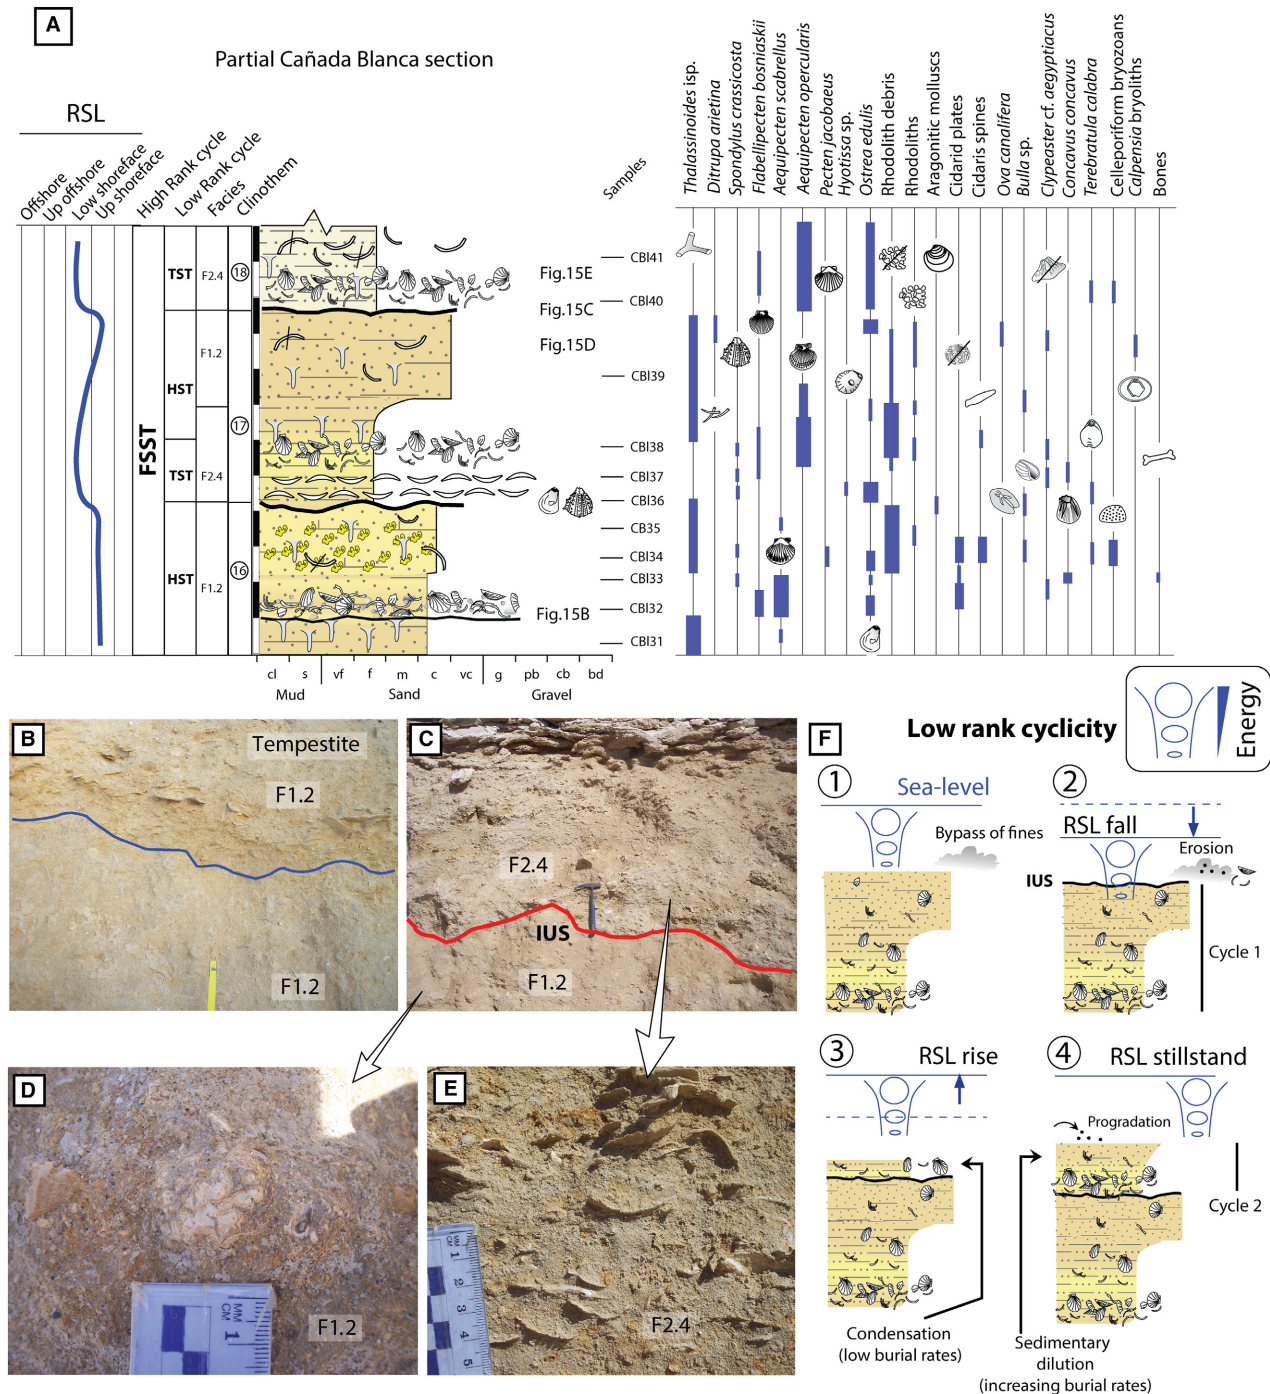 A
Partial Cañada Blanca section
RSL
Offshore
Up offshore
Low shoreface
Up shoreface
High Rank cycle
Low Rank cycle
Facies
Clinothem
Samples
Thalassinoides isp.
Ditrupa arietina
Spondylus crassicosta
Flabellipecten bosniaskii
Aequipecten scabrellus
Aequipecten opercularis
Pecten jacobaeus
Hyotissa sp.
Ostrea edulis
Rhodolith debris
Rhodoliths
Aragonitic molluscs
Cidarid plates
Cidaris spines
Ova canalifera
Bulla sp.
Clypeaster cf. aegyptiacus
Concavus concavus
Terebratula calabra
Celleporiform bryozoans
Calpensia bryoliths
Bones
FSST
TST
F2.4
18
HST
F1.2
17
TST
F2.4
HST
F1.2
16
Fig.15E
Fig.15C
Fig.15D
Fig.15B
CBI41
CBI40
CBI39
CBI38
CBI37
CBI36
CB35
CBI34
CBI33
CBI32
CBI31
cl s vf f m c vc g pb cb bd
Mud Sand Gravel
B
Tempestite
F1.2
F1.2
C
F2.4
IUS
F1.2
D
MM
CM
1
F1.2
E
MM
CM
1
2
3
4
5
F2.4
F
Low rank cyclicity
Energy
1
Sea-level
Bypass of fines
2
RSL fall
Erosion
IUS
Cycle 1
3
RSL rise
Condensation
(low burial rates)
4
RSL stillstand
Progradation
Cycle 2
Sedimentary
dilution
(increasing burial rates)